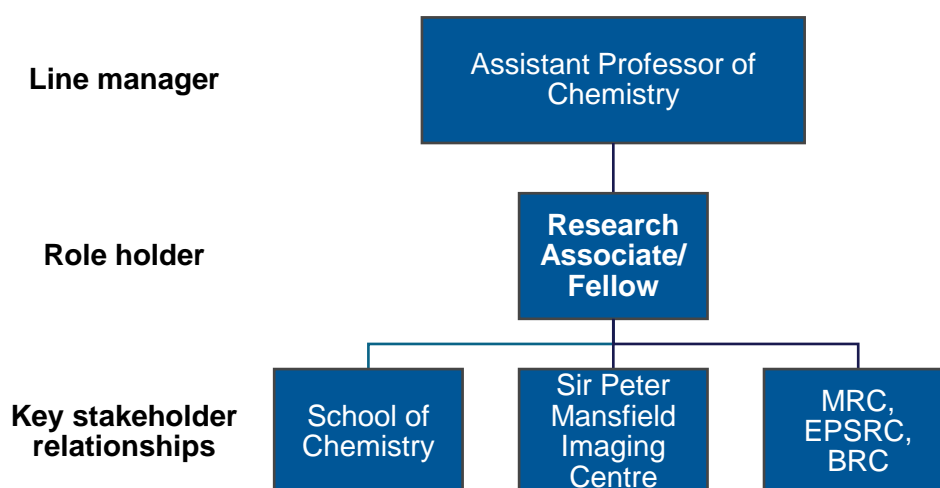 Line manager
Assistant Professor of
Chemistry
Role holder
Research
Associate/
Fellow
Key stakeholder
relationships
School of
Chemistry
Sir Peter
Mansfield
Imaging
Centre
MRC,
EPSRC,
BRC